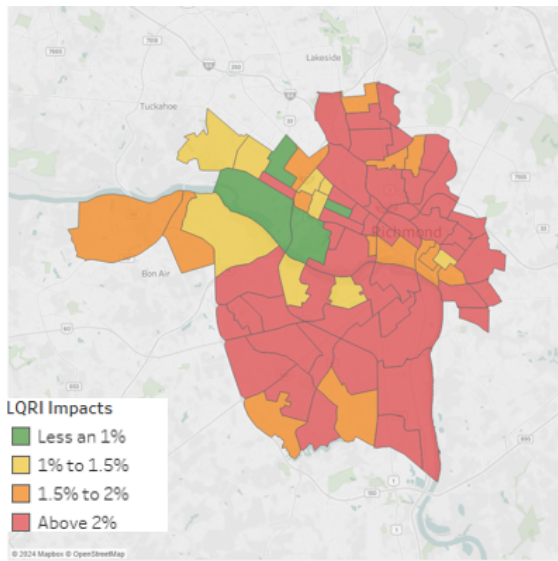 Lakeside
Tuckahoe
Richmond
Bon Air
LQRI Impacts
Less an 1%
1% to 1.5%
1.5% to 2%
Above 2%
© 2024 Mapbox © OpenStreetMap